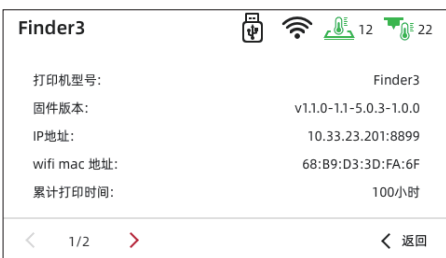 Finder3 12 22
打印机型号: Finder3
固件版本: v1.1.0-1.1-5.0.3-1.0.0
IP地址: 10.33.23.201:8899
wifi mac 地址: 68:B9:D3:3D:FA:6F
累计打印时间: 100小时
1/2 返回